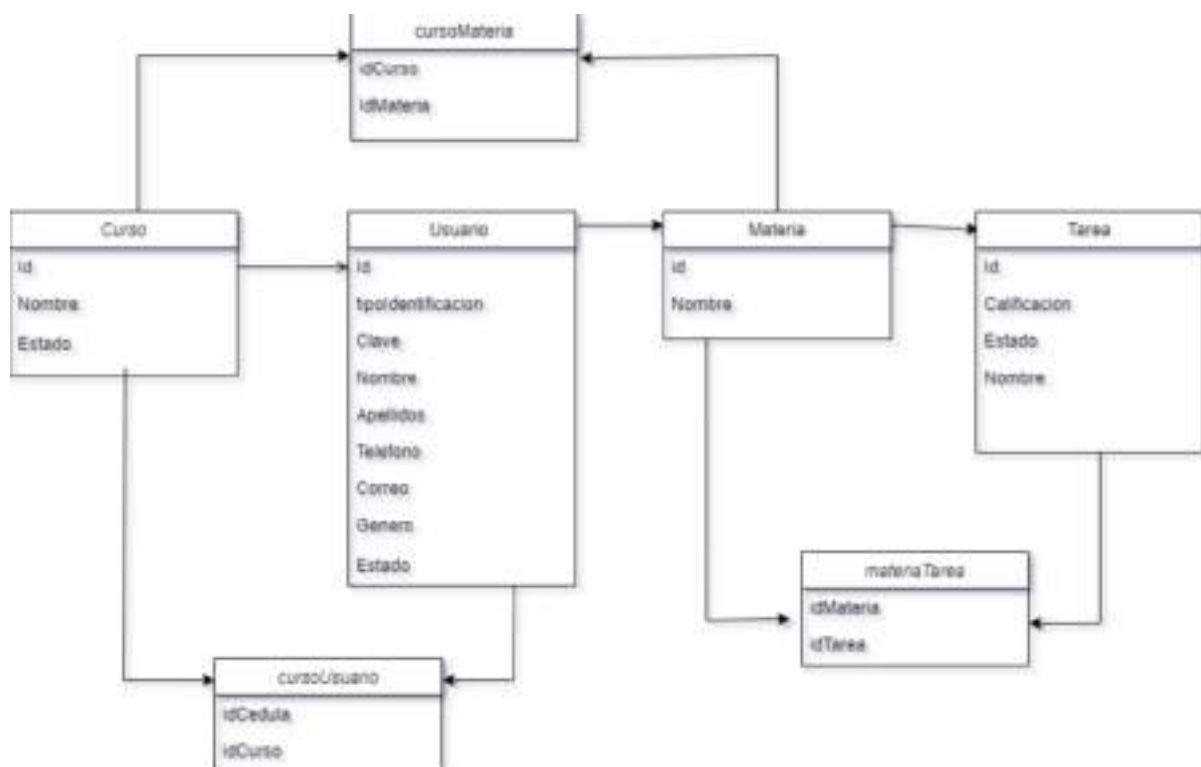 cursoMateria
idCurso
idMateria
Curso
id
Nombre
Estado
Usuario
id
tipoIdentificacion
Clave
Nombre
Apellidos
Telefono
Correo
Genero
Estado
Materia
id
Nombre
Tarea
id
Calificacion
Estado
Nombre
materiaTarea
idMateria
idTarea
cursoUsuario
idCedula
idCurso